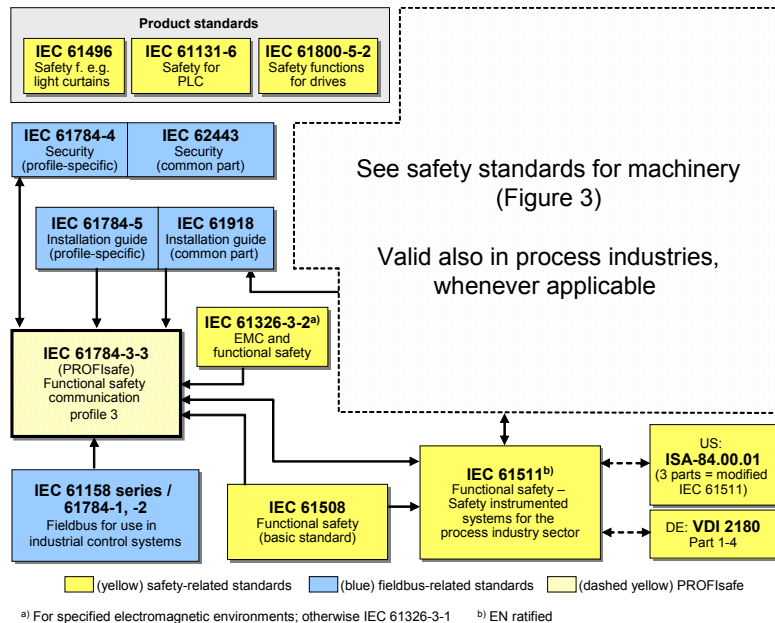 Product standards
IEC 61496
Safety f. e.g.
light curtains
IEC 61131-6
Safety for
PLC
IEC 61800-5-2
Safety functions
for drives
IEC 61784-4
Security
(profile-specific)
IEC 62443
Security
(common part)
See safety standards for machinery
(Figure 3)
Valid also in process industries,
whenever applicable
IEC 61784-5
Installation guide
(profile-specific)
IEC 61918
Installation guide
(common part)
IEC 61326-3-2a)
EMC and
functional safety
IEC 61784-3-3
(PROFIsafe)
Functional safety
communication
profile 3
IEC 61158 series /
61784-1, -2
Fieldbus for use in
industrial control systems
IEC 61508
Functional safety
(basic standard)
IEC 61511b)
Functional safety –
Safety instrumented
systems for the
process industry sector
US:
ISA-84.00.01
(3 parts = modified
IEC 61511)
DE: VDI 2180
Part 1-4
(yellow) safety-related standards
(blue) fieldbus-related standards
(dashed yellow) PROFIsafe
a) For specified electromagnetic environments; otherwise IEC 61326-3-1
b) EN ratified